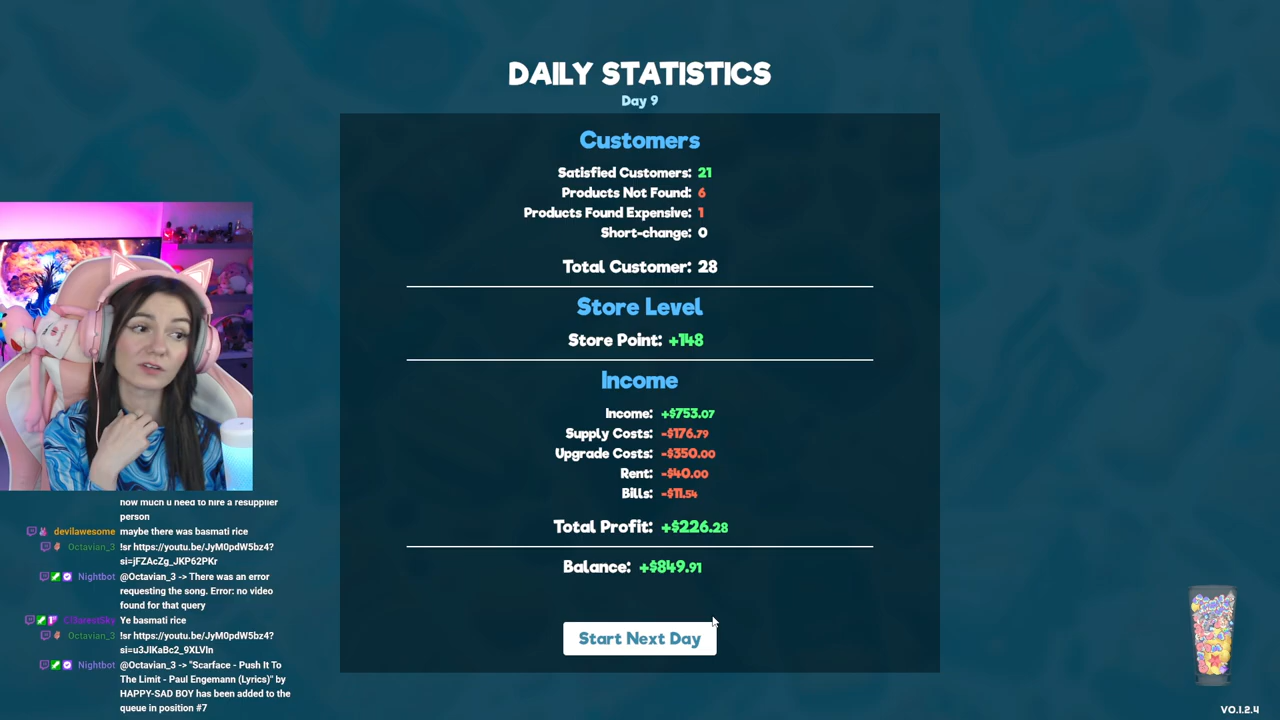 DAILY STATISTICS
Day 9
Customers
Satisfied Customers: 21
Products Not Found: 6
Products Found Expensive: 1
Short-change: 0
Total Customer: 28
Store Level
Store Point: +148
Income
Income: +$753.07
Supply Costs: -$176.79
Upgrade Costs: -$350.00
Rent: -$40.00
Bills: -$11.54
Total Profit: +$226.28
Balance: +$849.91
Start Next Day
how much u need to hire a resupplier
person
devilawesome maybe there was basmati rice
Octavian_3 !sr https://youtu.be/JyM0pdW5bz4?
si=jFZAcZg_JKP62PKr
Nightbot @Octavian_3 -> There was an error
requesting the song. Error: no video
found for that query
Ye basmati rice
Octavian_3 !sr https://youtu.be/JyM0pdW5bz4?
si=u3JIKaBc2_9XLVln
Nightbot @Octavian_3 -> "Scarface - Push It To
The Limit - Paul Engemann (Lyrics)" by
HAPPY-SAD BOY has been added to the
queue in position #7
V0.1.2.4